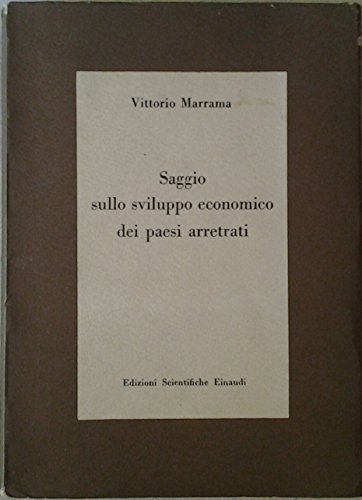 Vittorio Marrama
Saggio
sullo sviluppo economico
dei paesi arretrati
Edizioni Scientifiche Einaudi